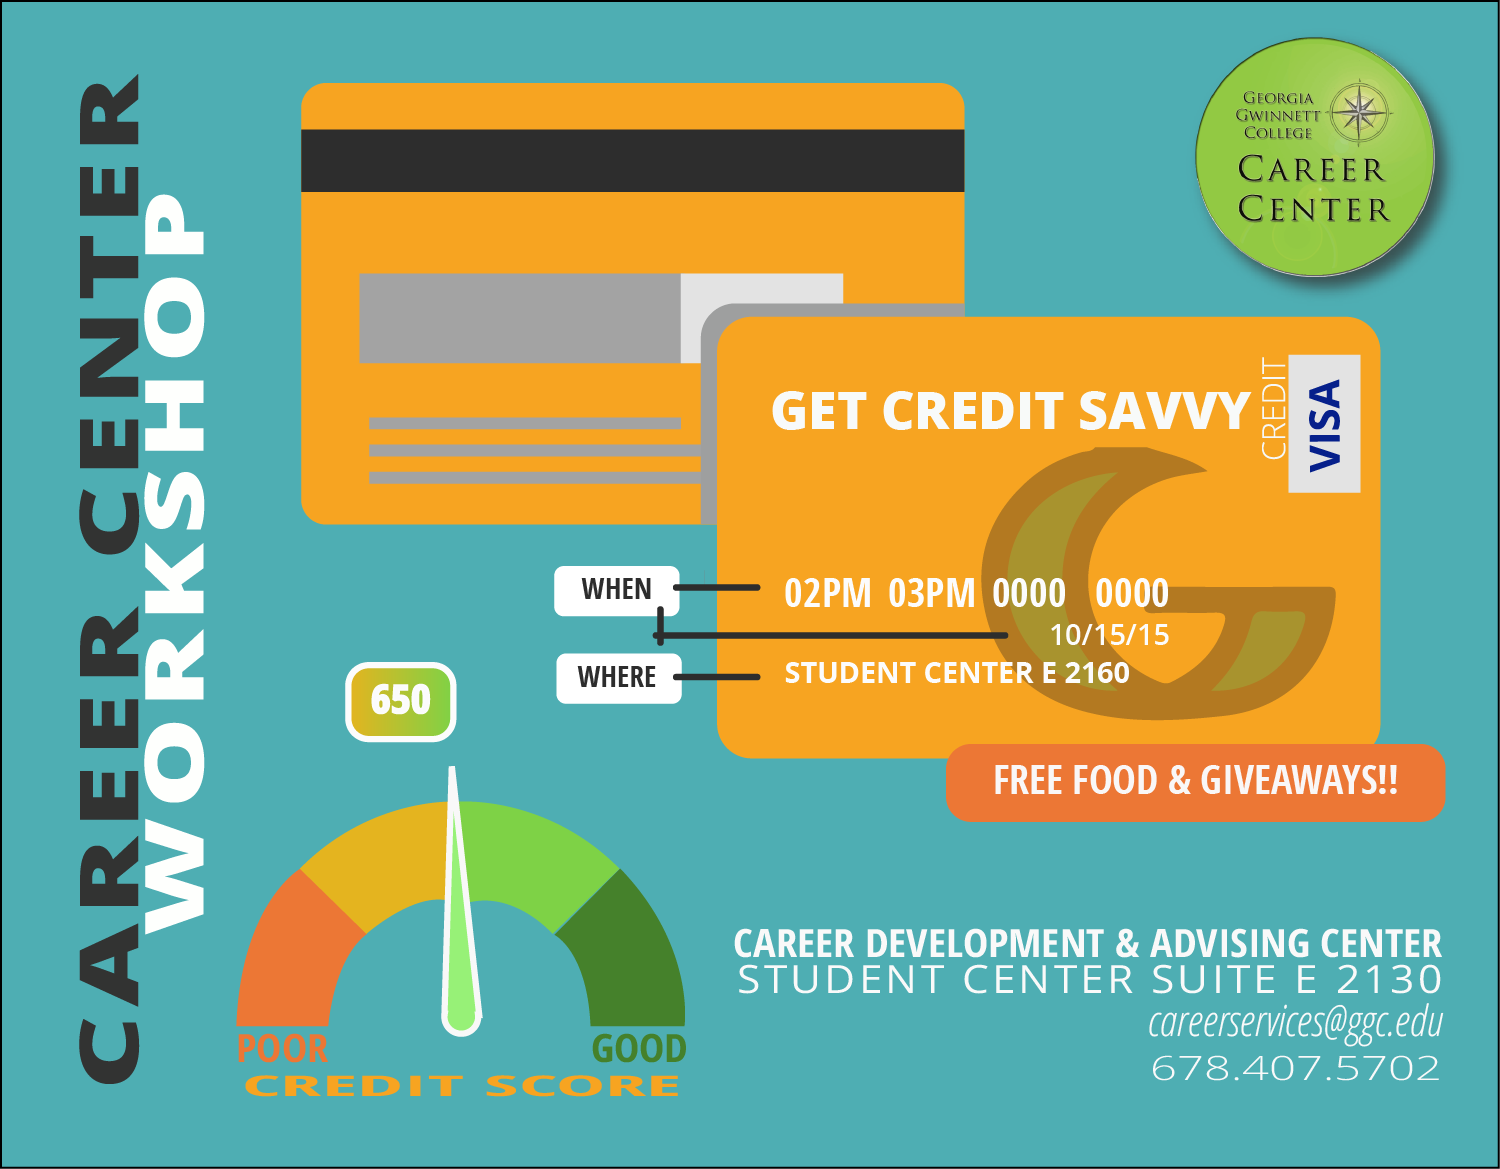 CAREER CENTER
WORKSHOP
GEORGIA
GWINNETT
COLLEGE
CAREER
CENTER
GET CREDIT SAVVY
CREDIT
VISA
WHEN
02PM 03PM 0000 0000
10/15/15
WHERE
STUDENT CENTER E 2160
650
FREE FOOD & GIVEAWAYS!!
POOR
GOOD
CREDIT SCORE
CAREER DEVELOPMENT & ADVISING CENTER
STUDENT CENTER SUITE E 2130
careerservices@ggc.edu
678.407.5702